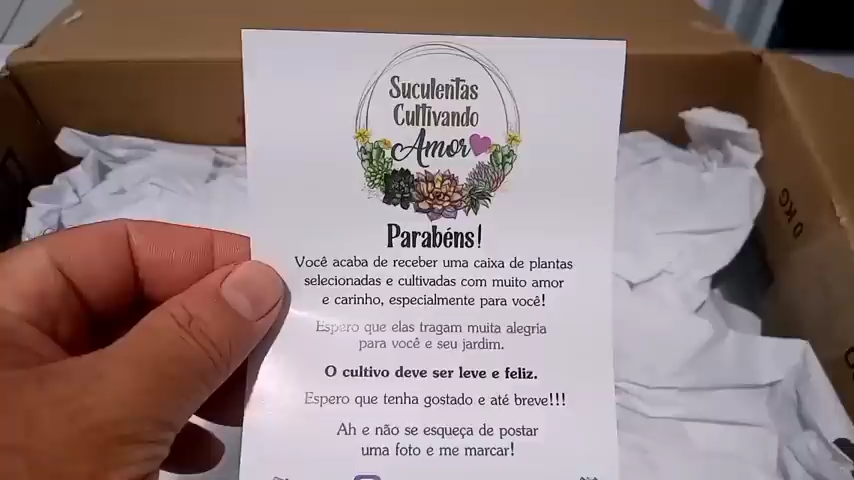 Suculentas
Cultivando
Amor
Parabéns!
Você acaba de receber uma caixa de plantas
selecionadas e cultivadas com muito amor
e carinho, especialmente para você!
Espero que elas tragam muita alegria
para você e seu jardim.
O cultivo deve ser leve e feliz.
Espero que tenha gostado e até breve!!!
Ah e não se esqueça de postar
uma foto e me marcar!
0 KG